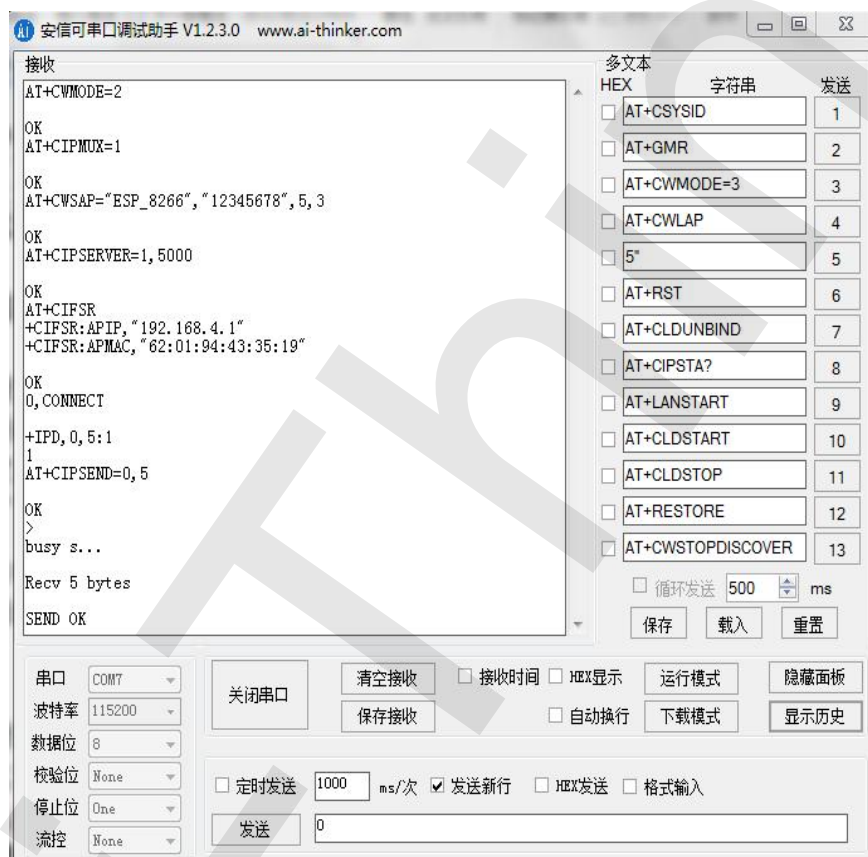 安信可串口调试助手 V1.2.3.0 www.ai-thinker.com
接收
AT+CWMODE=2
OK
AT+CIPMUX=1
OK
AT+CWSAP="ESP_8266","12345678",5,3
OK
AT+CIPSERVER=1,5000
OK
AT+CIFSR
+CIFSR:APIP,"192.168.4.1"
+CIFSR:APMAC,"62:01:94:43:35:19"
OK
0,CONNECT
+IPD,0,5:1
1
AT+CIPSEND=0,5
OK
>
busy s...
Recv 5 bytes
SEND OK
多文本
HEX 字符串 发送
AT+CSYSID 1
AT+GMR 2
AT+CWMODE=3 3
AT+CWLAP 4
5" 5
AT+RST 6
AT+CLDUNBIND 7
AT+CIPSTA? 8
AT+LANSTART 9
AT+CLDSTART 10
AT+CLDSTOP 11
AT+RESTORE 12
AT+CWSTOPDISCOVER 13
循环发送 500 ms
保存 载入 重置
串口 COM7
波特率 115200
数据位 8
校验位 None
停止位 One
流控 None
关闭串口
清空接收 接收时间 HEX显示 运行模式 隐藏面板
保存接收 自动换行 下载模式 显示历史
定时发送 1000 ms/次 发送新行 HEX发送 格式输入
发送 0
Thin